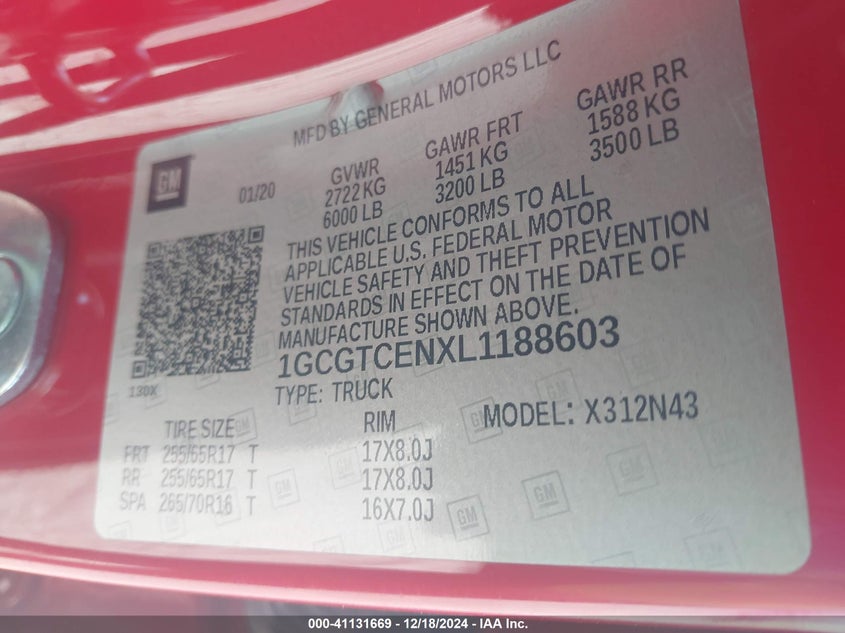 MFD BY GENERAL MOTORS LLC
GM
01/20
GVWR GAWR FRT GAWR RR
2722 KG 1451 KG 1588 KG
6000 LB 3200 LB 3500 LB
THIS VEHICLE CONFORMS TO ALL
APPLICABLE U.S. FEDERAL MOTOR
VEHICLE SAFETY AND THEFT PREVENTION
STANDARDS IN EFFECT ON THE DATE OF
MANUFACTURE SHOWN ABOVE.
1GCGTCENXL1188603
130X
TYPE: TRUCK
MODEL: X312N43
TIRE SIZE RIM
FRT 255/65R17 T 17X8.0J
RR 255/65R17 T 17X8.0J
SPA 265/70R16 T 16X7.0J
000-41131669 — 12/18/2024 — IAA Inc.